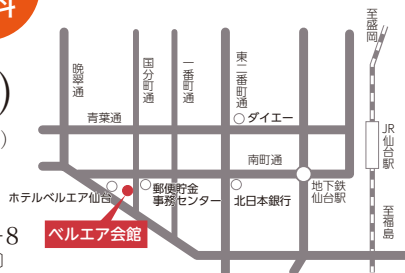 料
)
)
至盛岡
晩翠通
国分町通
一番町通
東二番町通
青葉通
ダイエー
JR
仙台駅
南町通
ホテルベルエア仙台
郵便貯金
事務センター
北日本銀行
地下鉄
仙台駅
ベルエア会館
至福島
-8